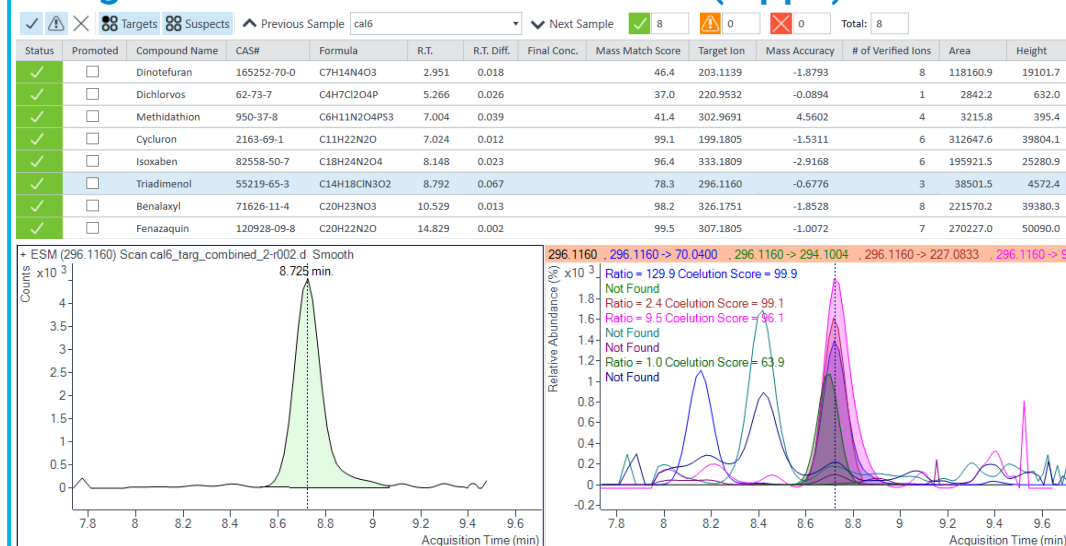 Targets Suspects Previous Sample cal6 Next Sample 8 0 0 Total: 8
Status Promoted Compound Name CAS# Formula R.T. R.T. Diff. Final Conc. Mass Match Score Target Ion Mass Accuracy # of Verified Ions Area Height
Dinotefuran 165252-70-0 C7H14N4O3 2.951 0.018 46.4 203.1139 -1.8793 8 118160.9 19101.7
Dichlorvos 62-73-7 C4H7Cl2O4P 5.266 0.026 37.0 220.9532 -0.0894 1 2842.2 632.0
Methidathion 950-37-8 C6H11N2O4PS3 7.004 0.039 41.4 302.9691 4.5602 4 3215.8 395.4
Cycluron 2163-69-1 C11H22N2O 7.024 0.012 99.1 199.1805 -1.5311 6 312647.6 39804.1
Isoxaben 82558-50-7 C18H24N2O4 8.148 0.023 96.4 333.1809 -2.9168 6 195921.5 25280.9
Triadimenol 55219-65-3 C14H18ClN3O2 8.792 0.067 78.3 296.1160 -0.6776 3 38501.5 4572.4
Benalaxyl 71626-11-4 C20H23NO3 10.529 0.013 98.2 326.1751 -1.8528 8 221570.2 39380.3
Fenazaquin 120928-09-8 C20H22N2O 14.829 0.002 99.5 307.1805 -1.0072 7 270227.0 50090.0
+ ESM (296.1160) Scan cal6_targ_combined_2-r002.d Smooth
Counts
x10 3
8.725 min.
4
3.5
3
2.5
2
1.5
1
0.5
0
7.8 8 8.2 8.4 8.6 8.8 9 9.2 9.4 9.6
Acquisition Time (min)
296.1160 , 296.1160 -> 70.0400 , 296.1160 -> 294.1004 , 296.1160 -> 227.0833 , 296.1160 -> 9
Relative Abundance (%)
x10 3
Ratio = 129.9 Coelution Score = 99.9
Not Found
Ratio = 2.4 Coelution Score = 99.1
Ratio = 9.5 Coelution Score = 96.1
Not Found
Not Found
Ratio = 1.0 Coelution Score = 63.9
Not Found
1.8
1.6
1.4
1.2
1
0.8
0.6
0.4
0.2
0
-0.2
7.8 8 8.2 8.4 8.6 8.8 9 9.2 9.4 9.6
Acquisition Time (min)